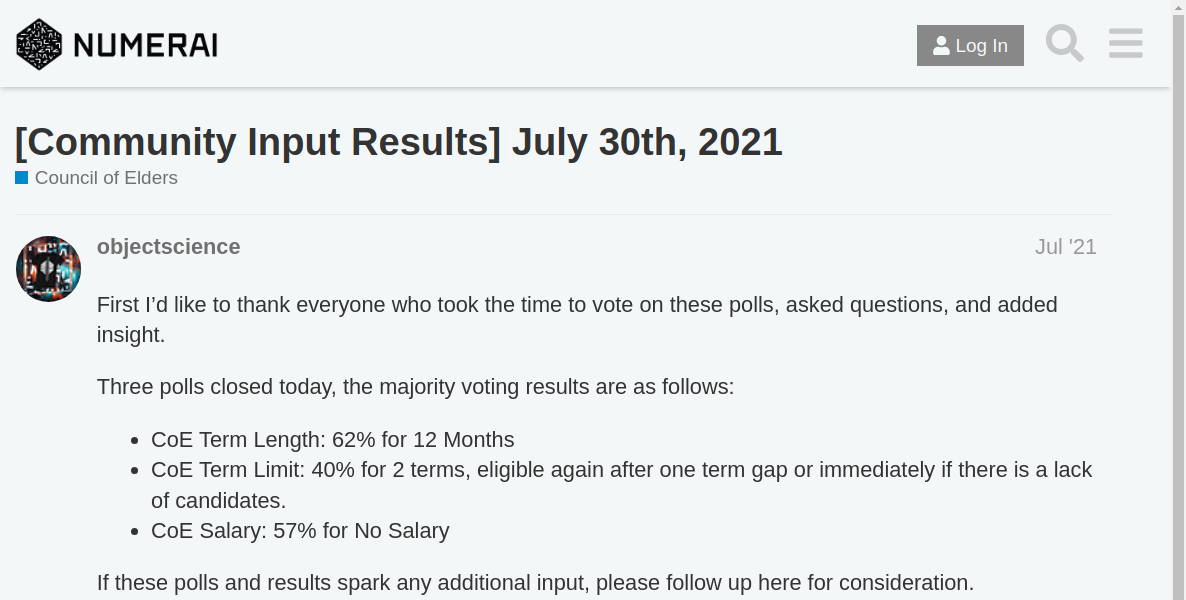 NUMERAI
Log In
[Community Input Results] July 30th, 2021
Council of Elders
objectscience
Jul '21
First I’d like to thank everyone who took the time to vote on these polls, asked questions, and added
insight.
Three polls closed today, the majority voting results are as follows:
• CoE Term Length: 62% for 12 Months
• CoE Term Limit: 40% for 2 terms, eligible again after one term gap or immediately if there is a lack
of candidates.
• CoE Salary: 57% for No Salary
If these polls and results spark any additional input, please follow up here for consideration.